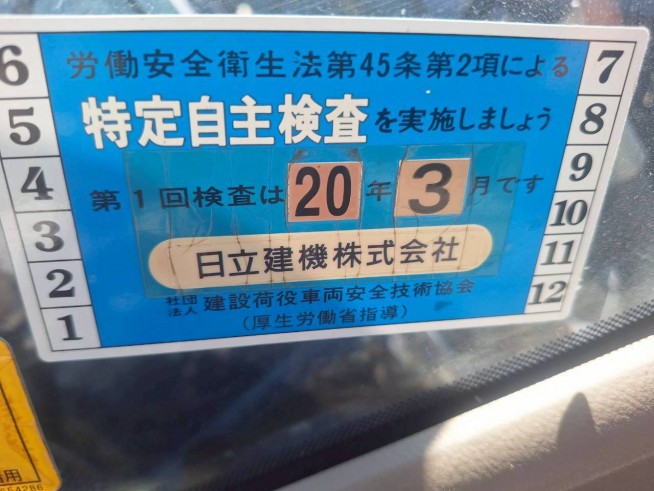 労働安全衛生法第45条第2項による
特定自主検査を実施しましょう
第1回検査は20年3月です
日立建機株式会社
社団法人 建設荷役車両安全技術協会
(厚生労働省指導)
6
5
4
3
2
1
7
8
9
10
11
12
用
554286